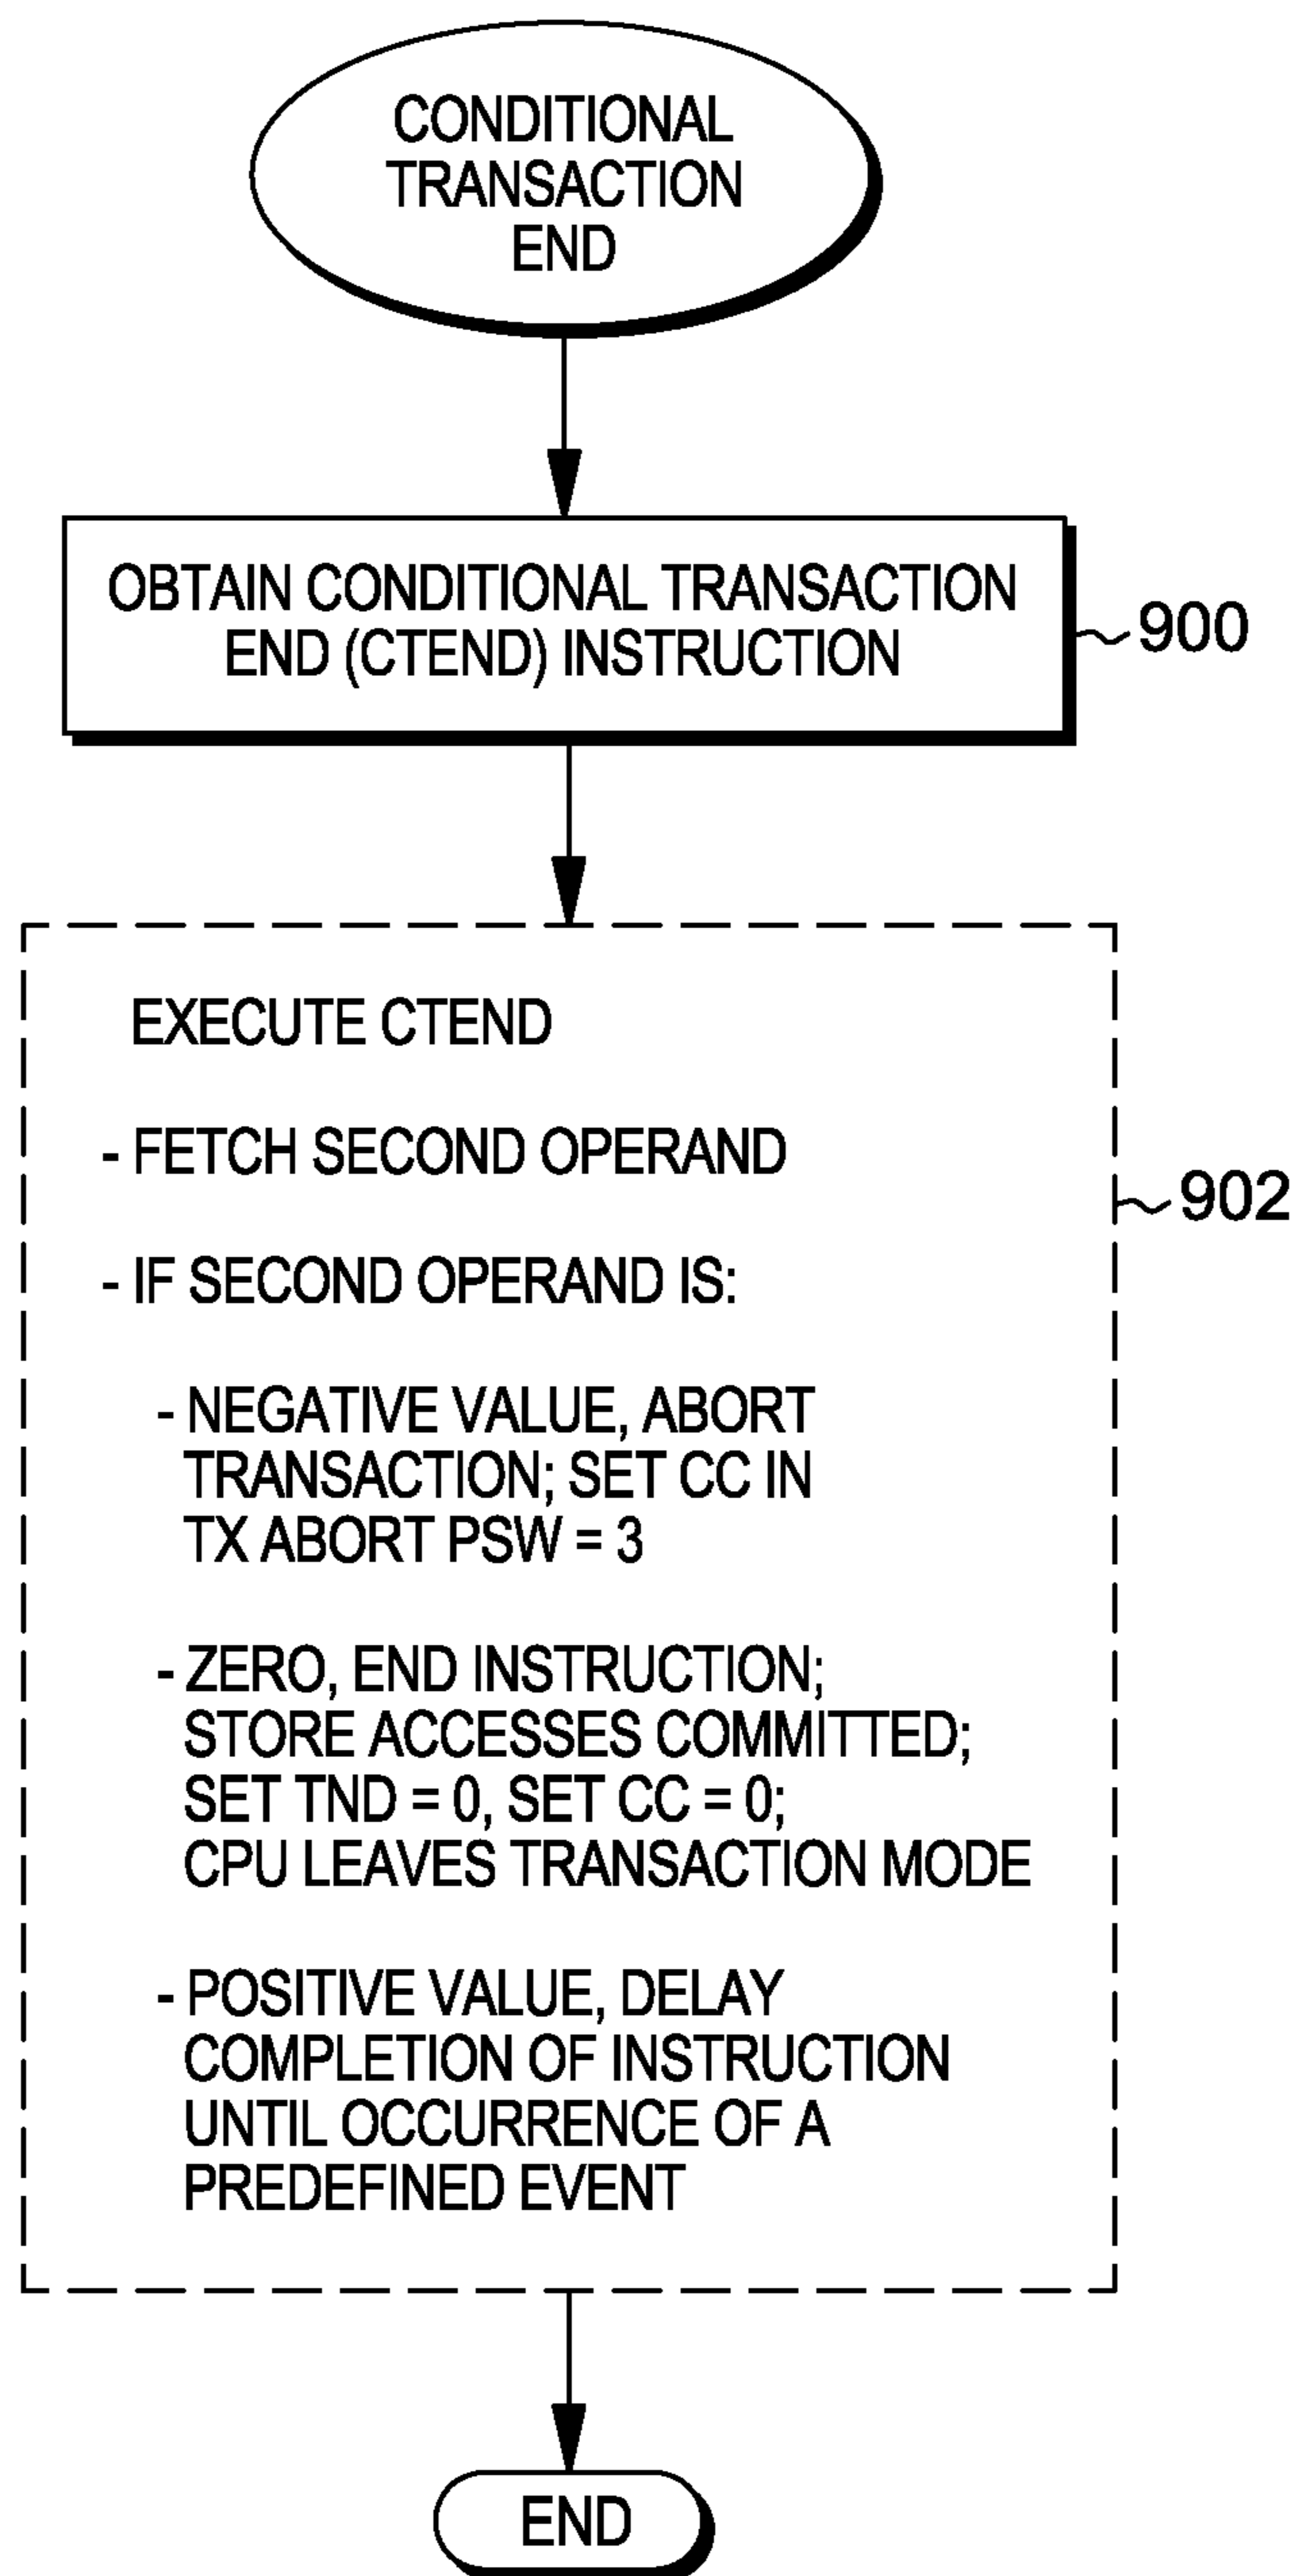 CONDITIONAL
TRANSACTION
END
OBTAIN CONDITIONAL TRANSACTION
END (CTEND) INSTRUCTION
900
EXECUTE CTEND
- FETCH SECOND OPERAND
902
- IF SECOND OPERAND IS:
- NEGATIVE VALUE, ABORT
TRANSACTION; SET CC IN
TX ABORT PSW = 3
- ZERO, END INSTRUCTION;
STORE ACCESSES COMMITTED;
SET TND = 0, SET CC = 0;
CPU LEAVES TRANSACTION MODE
- POSITIVE VALUE, DELAY
COMPLETION OF INSTRUCTION
UNTIL OCCURRENCE OF A
PREDEFINED EVENT
END